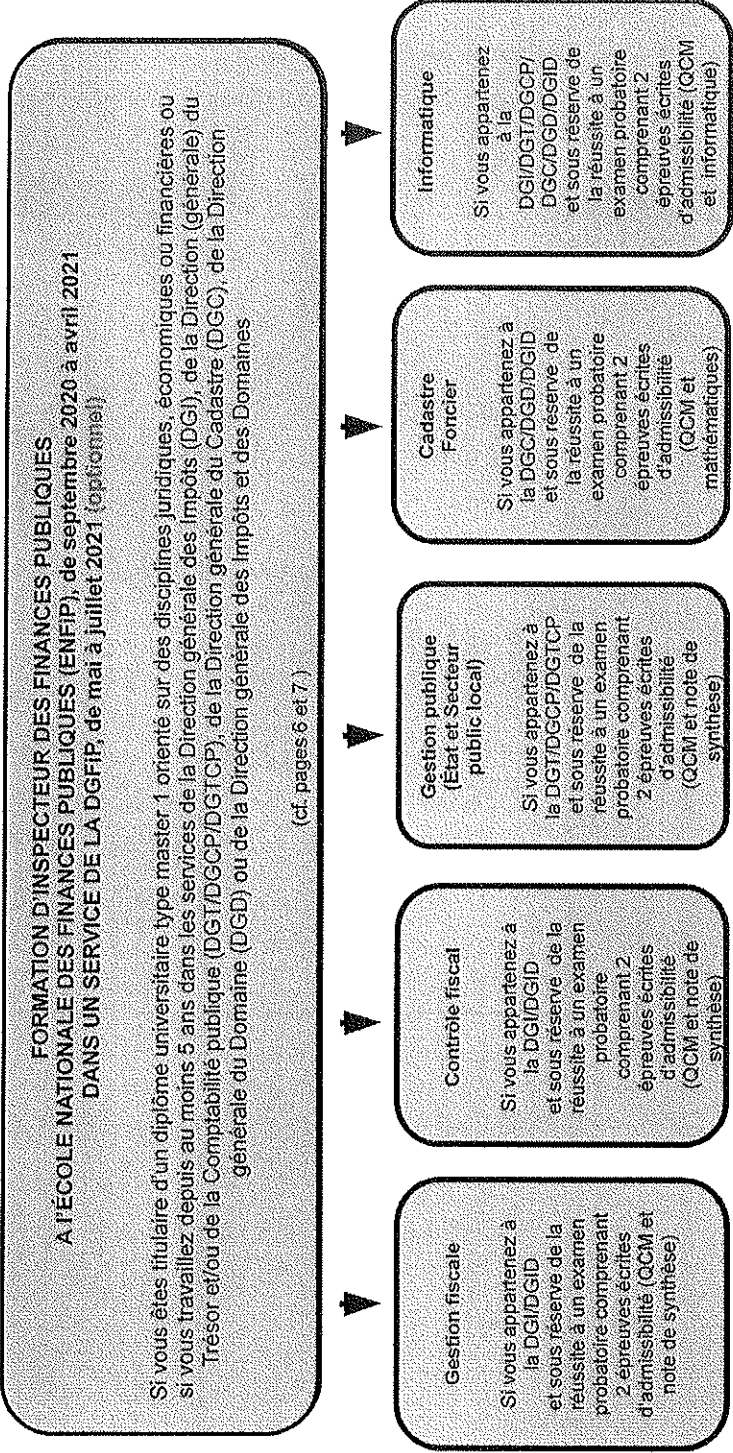 FORMATION D'INSPECTEUR DES FINANCES PUBLIQUES
A l'ÉCOLE NATIONALE DES FINANCES PUBLIQUES (ENFiP), de septembre 2020 à avril 2021
DANS UN SERVICE DE LA DGFiP, de mai à juillet 2021 (optionnel)
Si vous êtes titulaire d'un diplôme universitaire type master 1 orienté sur des disciplines juridiques, économiques ou financières ou
si vous travaillez depuis au moins 5 ans dans les services de la Direction générale des Impôts (DGI), de la Direction (générale) du
Trésor et/ou de la Comptabilité publique (DGT/DGCP/DGTCP), de la Direction générale du Cadastre (DGC), de la Direction
générale du Domaine (DGD) ou de la Direction générale des Impôts et des Domaines
(cf. pages 6 et 7)
Gestion fiscale
Si vous appartenez à
la DGI/DGID
et sous réserve de la
réussite à un examen
probatoire comprenant
2 épreuves écrites
d'admissibilité (QCM et
note de synthèse)
Contrôle fiscal
Si vous appartenez à
la DGI/DGID
et sous réserve de la
réussite à un examen
probatoire
comprenant 2
épreuves écrites
d'admissibilité
(QCM et note de
synthèse)
Gestion publique
(État et Secteur
public local)
Si vous appartenez à
la DGT/DGCP/DGTCP
et sous réserve de la
réussite à un examen
probatoire comprenant
2 épreuves écrites
d'admissibilité
(QCM et note de
synthèse)
Cadastre
Foncier
Si vous appartenez à
la DGC/DGD/DGID
et sous réserve de
la réussite à un
examen probatoire
comprenant 2
épreuves écrites
d'admissibilité
(QCM et
mathématiques)
Informatique
Si vous appartenez
à la
DGI/DGT/DGCP/
DGC/DGD/DGID
et sous réserve de
la réussite à un
examen probatoire
comprenant 2
épreuves écrites
d'admissibilité (QCM
et informatique)